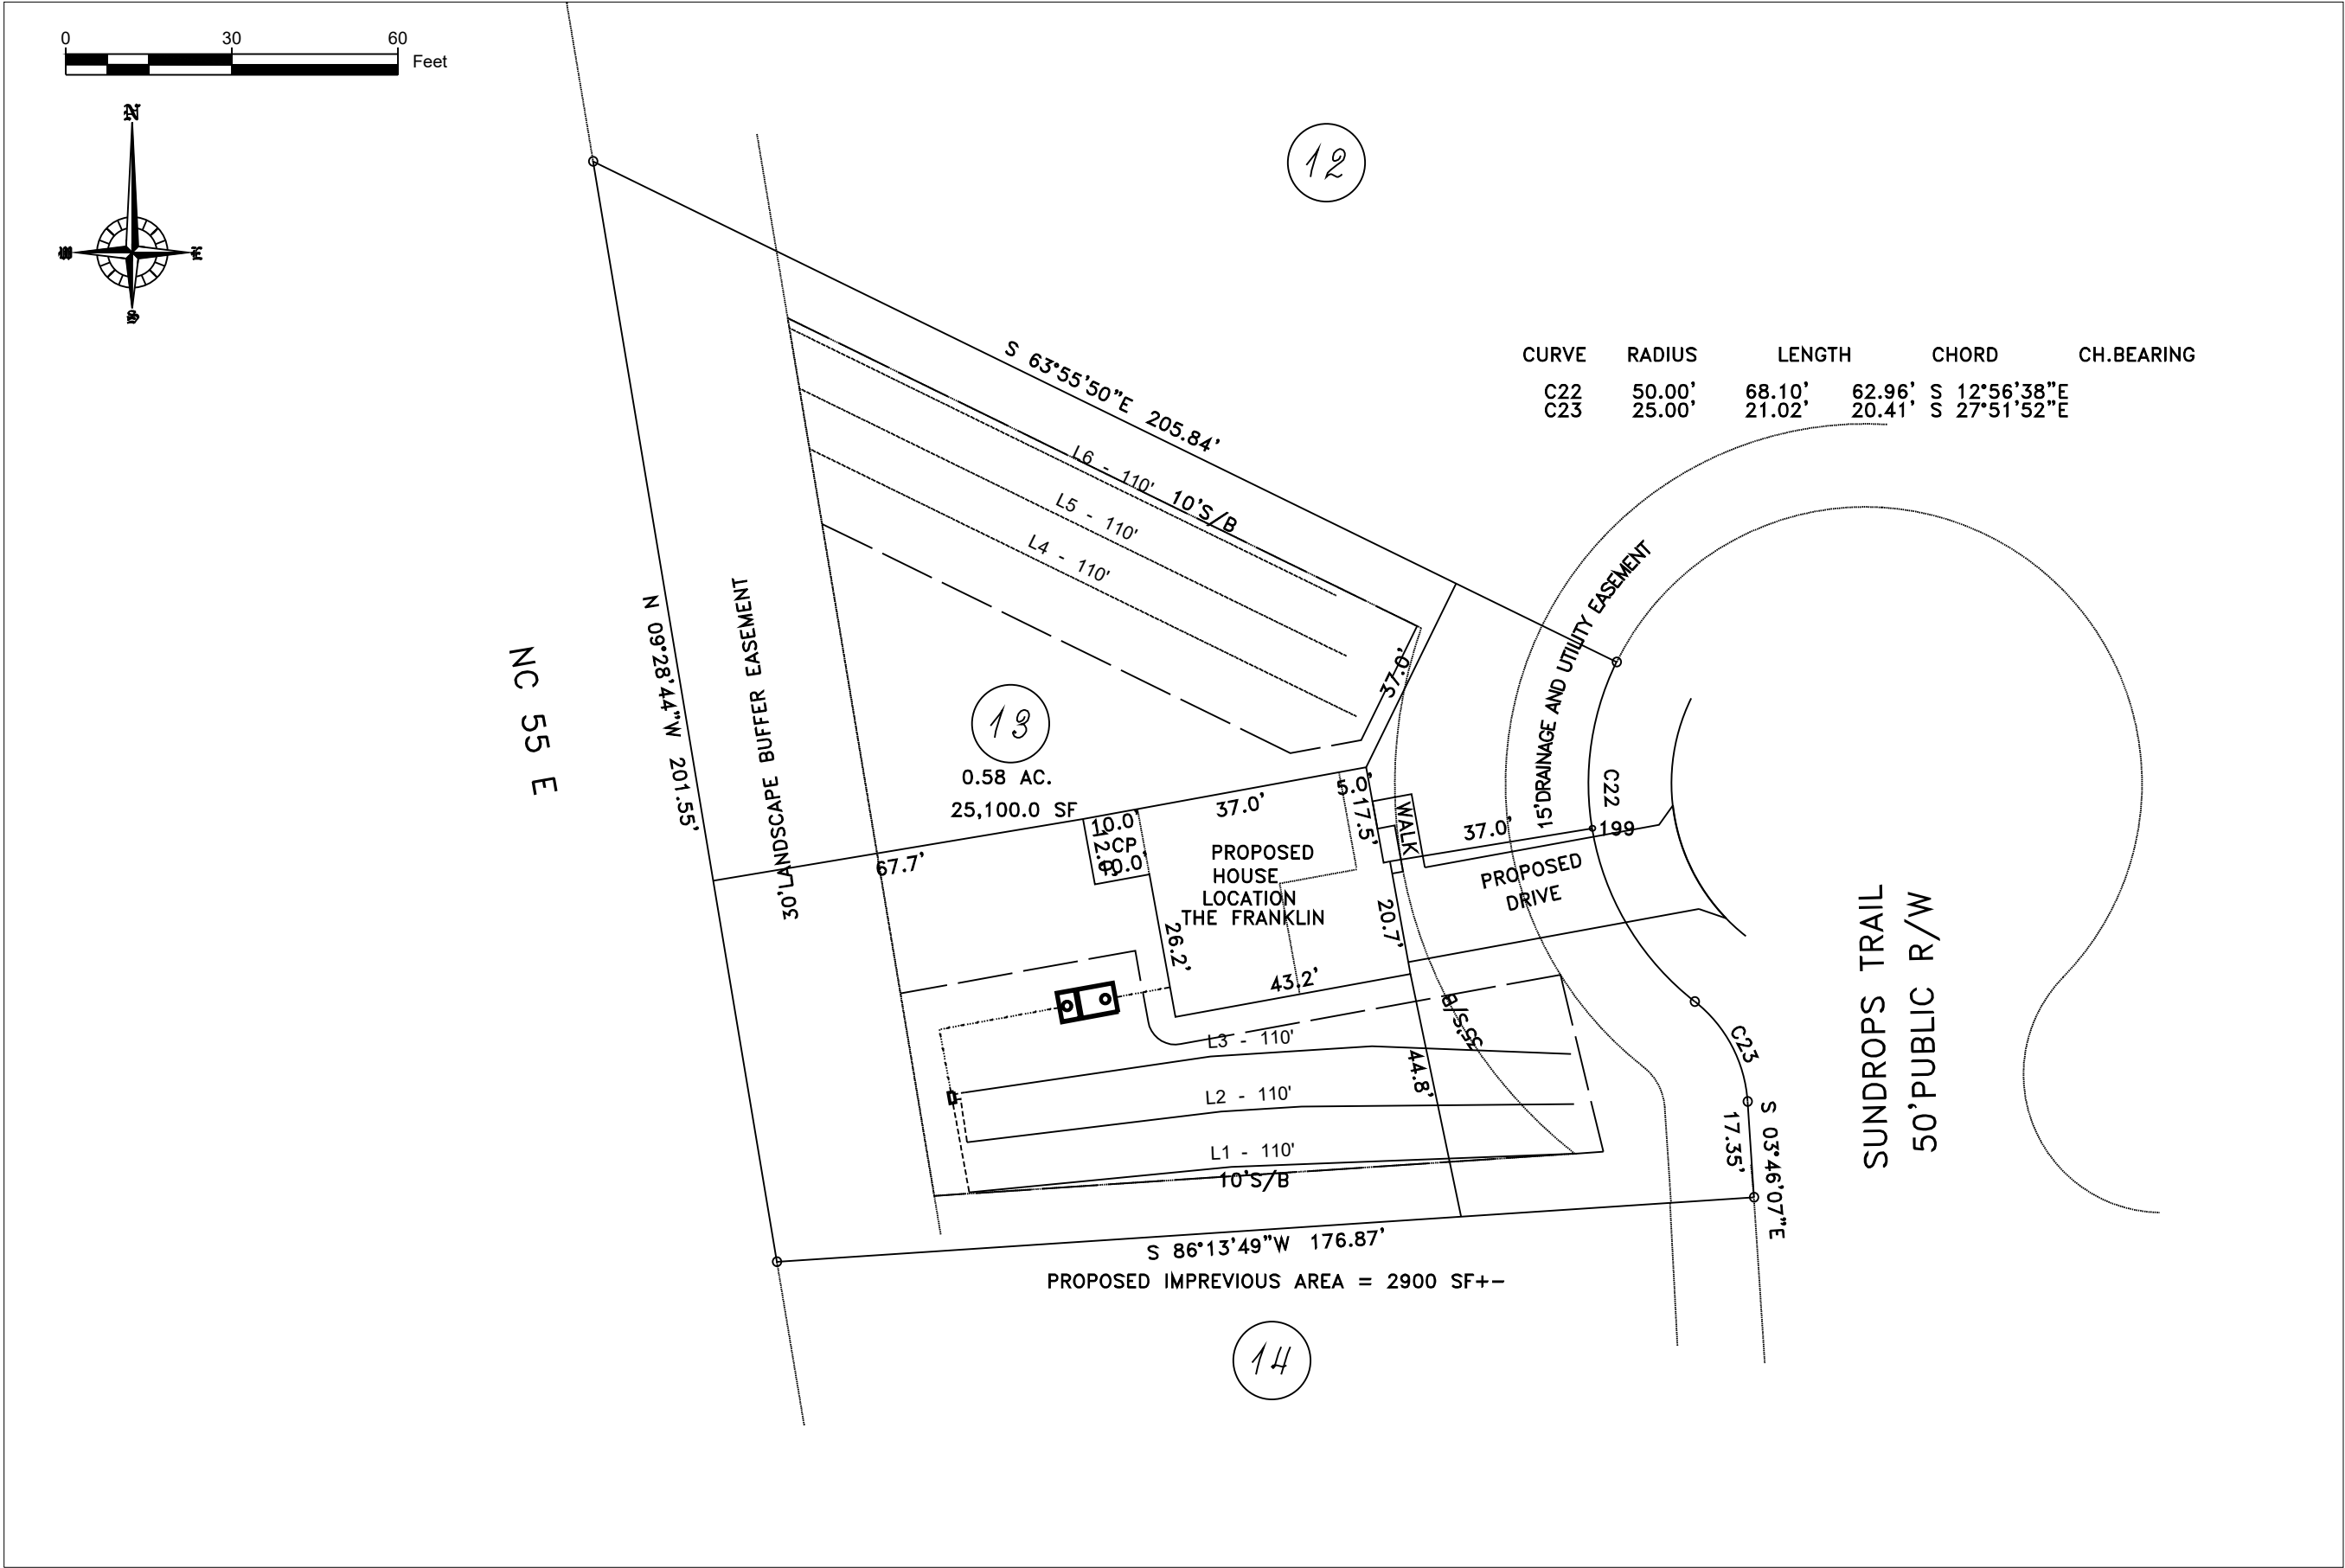 0 30 60
Feet
N
W E
S
12
CURVE RADIUS LENGTH CHORD CH.BEARING
C22 50.00' 68.10' 62.96' S 12°56'38"E
C23 25.00' 21.02' 20.41' S 27°51'52"E
S 63°55'50"E 205.84'
L6 - 110'
10'S/B
L5 - 110'
L4 - 110'
15'DRAINAGE AND UTILITY EASEMENT
NC 55 E
N 09°28'44"W 201.55'
30'LANDSCAPE BUFFER EASEMENT
37.0'
13
0.58 AC.
25,100.0 SF
67.7'
10.0'
CP
12.0'
10.0'
37.0'
5.0'
17.5'
WALK
37.0'
199
C22
PROPOSED
HOUSE
LOCATION
THE FRANKLIN
PROPOSED
DRIVE
26.2'
43.2'
20.7'
35'S/B
44.8'
L3 - 110'
D
L2 - 110'
L1 - 110'
10'S/B
C23
S 03°46'07"E
17.35'
SUNDROPS TRAIL
50'PUBLIC R/W
S 86°13'49"W 176.87'
PROPOSED IMPREVIOUS AREA = 2900 SF+-
14